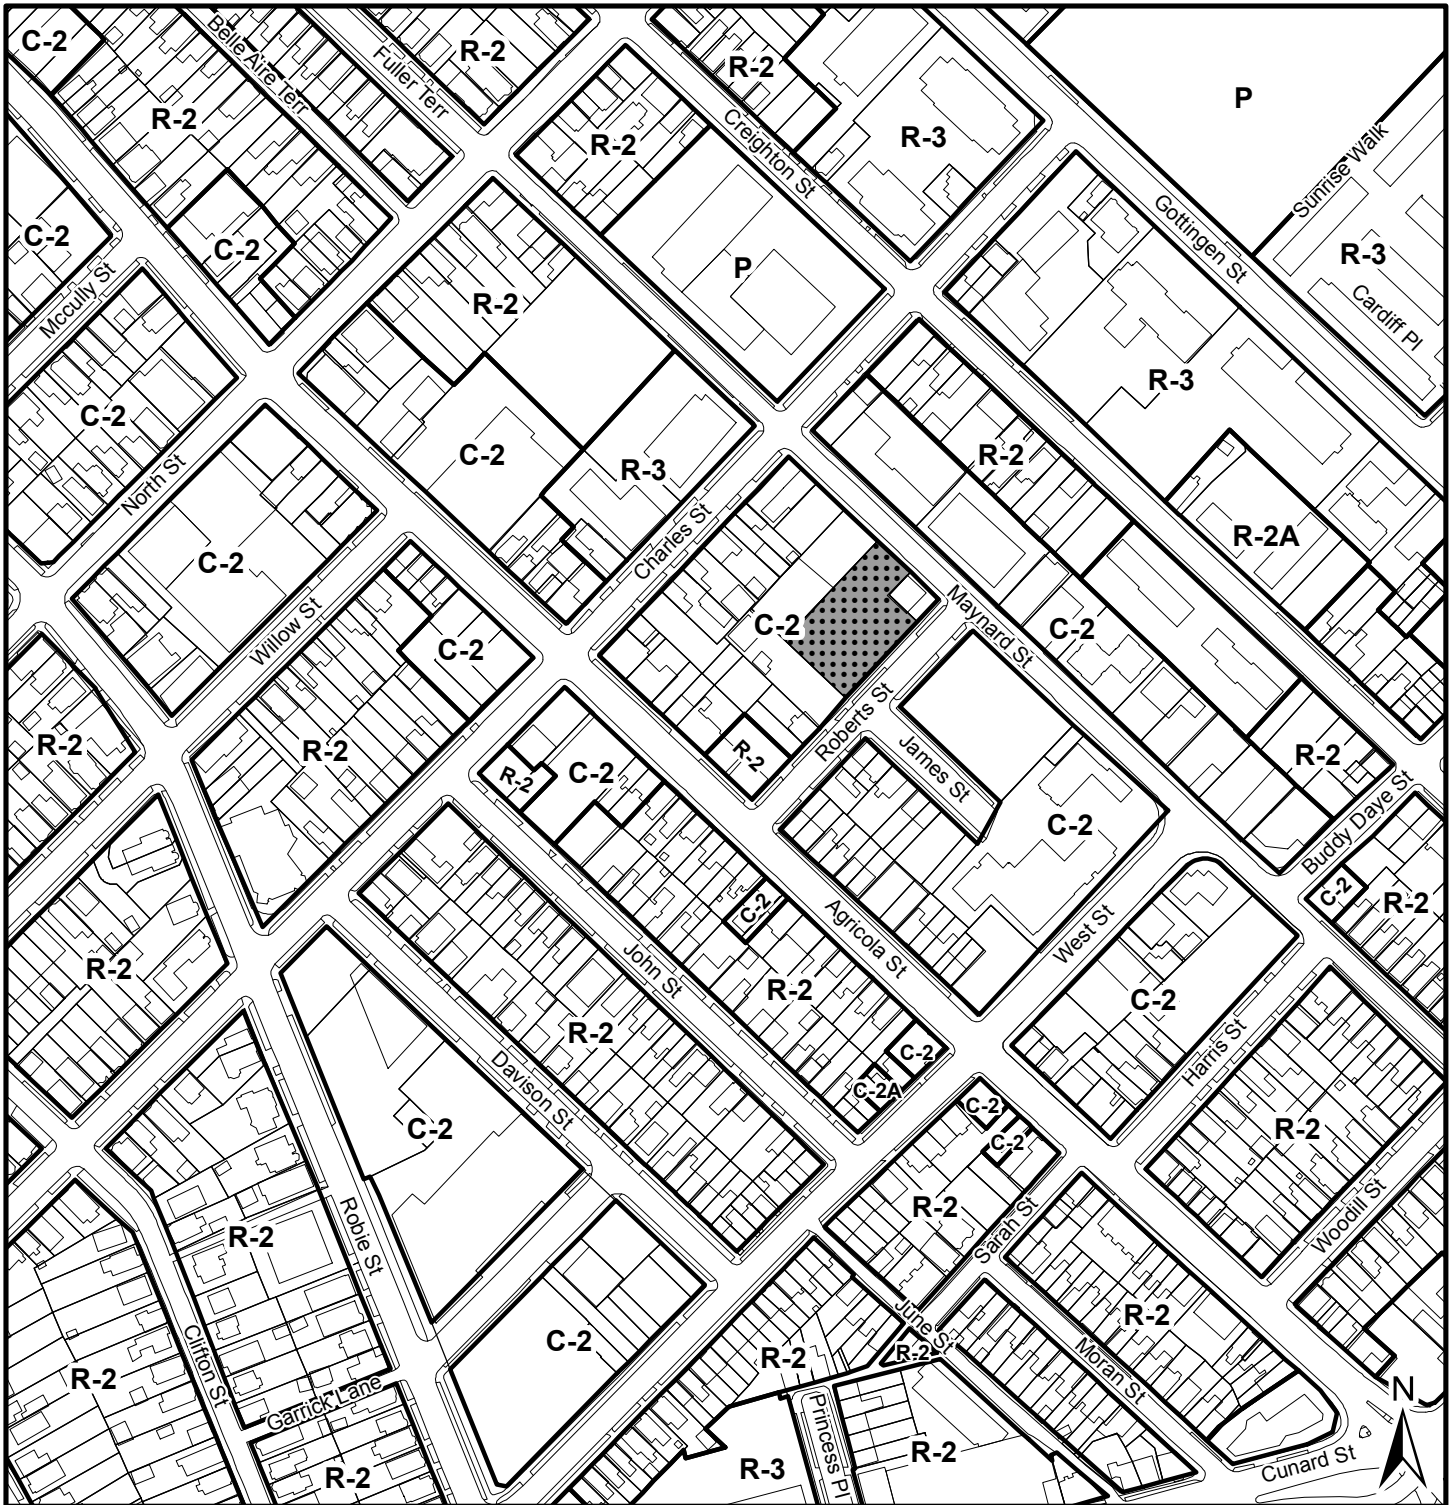 C-2
Belle Aire Terr
Fuller Terr
R-2
R-2
P
R-2
R-2
Creighton St
R-3
Sunrise Walk
C-2
C-2
Gottingen St
R-3
P
Mccully St
R-2
Cardiff Pl
R-3
C-2
C-2
R-3
R-2
North St
Charles St
R-2A
C-2
Willow St
C-2
C-2
Maynard St
C-2
R-2
R-2
Roberts St
R-2
R-2
C-2
R-2
James St
C-2
Buddy Daye St
C-2
R-2
C-2
Agricola St
West St
R-2
John St
R-2
C-2
R-2
Davison St
C-2
C-2A
Harris St
C-2
C-2
C-2
R-2
R-2
Robie St
R-2
Sarah St
Woodill St
June St
R-2
C-2
R-2
R-2
Moran St
R-2
Clifton St
Garrick Lane
N
Princess Pl
R-2
R-3
R-2
Cunard St